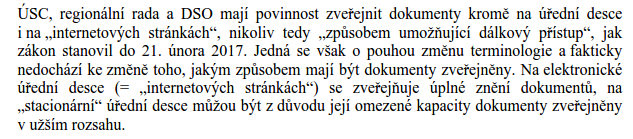 ÚSC, regionální rada a DSO mají povinnost zveřejnit dokumenty kromě na úřední desce
i na „internetových stránkách“, nikoliv tedy „způsobem umožňující dálkový přístup“, jak
zákon stanovil do 21. února 2017. Jedná se však o pouhou změnu terminologie a fakticky
nedochází ke změně toho, jakým způsobem mají být dokumenty zveřejněny. Na elektronické
úřední desce (= „internetových stránkách“) se zveřejňuje úplné znění dokumentů, na
„stacionární“ úřední desce můžou být z důvodu její omezené kapacity dokumenty zveřejněny
v užším rozsahu.